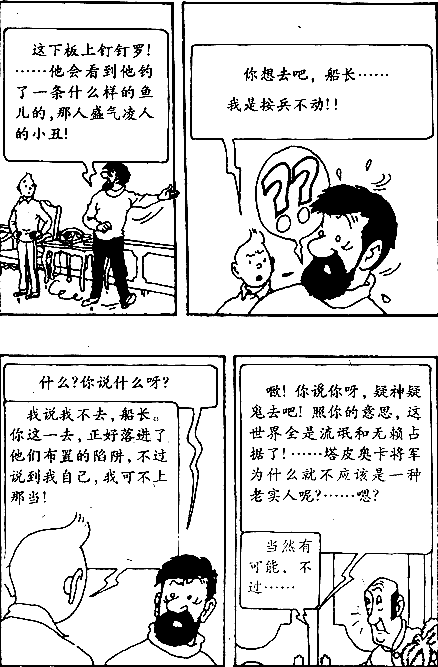 这下板上钉钉罗!
……他会看到他钓
了一条什么样的鱼
儿的,那人盛气凌人
的小丑!
你想去吧,船长……
我是按兵不动!!
??
什么?你说什么呀?
我说我不去,船长。
你这一去,正好落进了
他们布置的陷阱,不过
说到我自己,我可不上
那当!
嗷!你说你呀,疑神疑
鬼去吧!照你的意思,这
世界全是流氓和无赖占
据了!……塔皮奥卡将军
为什么就不应该是一种
老实人呢?……嗯?
当然有
可能,不
过……